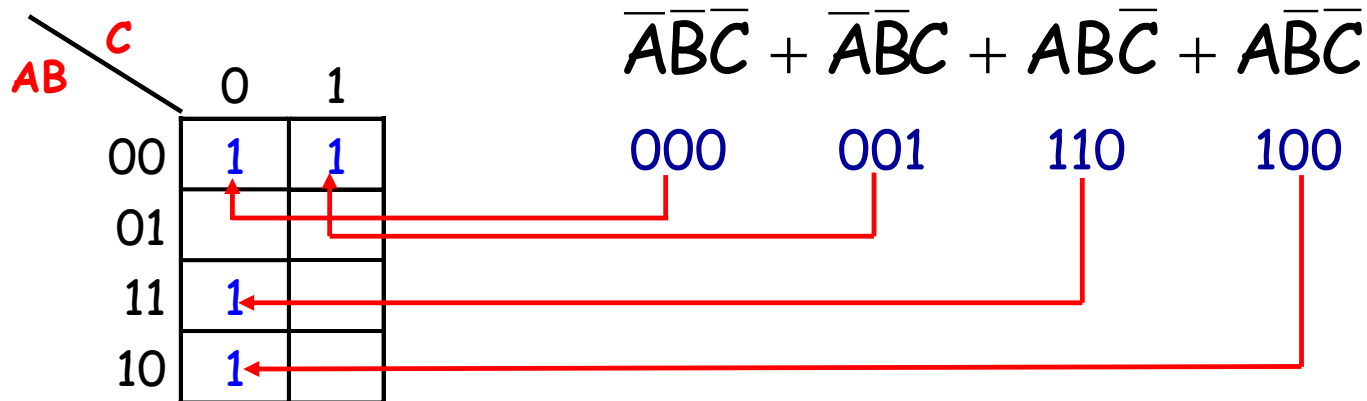 C
AB
0 1
A̅B̅C̅ + A̅B̅C + ABC̅ + AB̅C̅
00 1 1
000 001 110 100
01
11 1
10 1